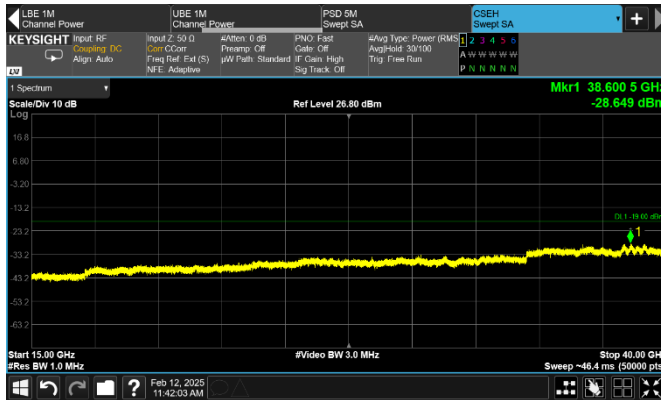 LBE 1M
Channel Power
UBE 1M
Channel Power
PSD 5M
Swept SA
CSEH
Swept SA
KEYSIGHT
Input: RF
Coupling: DC
Align: Auto
Input Z: 50 Ω
Corr CCorr
Freq Ref: Ext (S)
NFE: Adaptive
#Atten: 0 dB
Preamp: Off
µW Path: Standard
PNO: Fast
Gate: Off
IF Gain: High
Sig Track: Off
#Avg Type: Power (RMS
Avg|Hold: 30/100
Trig: Free Run
1 2 3 4 5 6
A W W W W W
P N N N N N
LXI
1 Spectrum
Mkr1 38.600 5 GHz
Scale/Div 10 dB
Ref Level 26.80 dBm
-28.649 dBm
Log
16.8
6.80
-3.20
-13.2
DL1 -19.00 dBm
-23.2
1
-33.2
-43.2
-53.2
-63.2
Start 15.00 GHz
#Video BW 3.0 MHz
Stop 40.00 GH
#Res BW 1.0 MHz
Sweep ~46.4 ms (50000 pts
?
Feb 12, 2025
11:42:03 AM